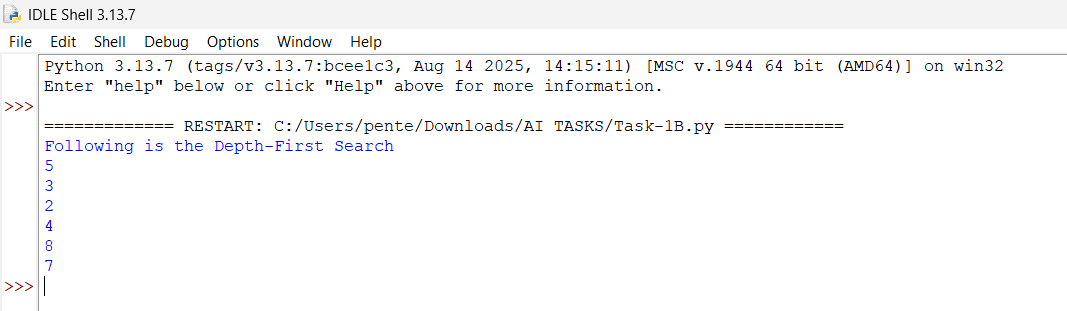 IDLE Shell 3.13.7
File Edit Shell Debug Options Window Help
Python 3.13.7 (tags/v3.13.7:bcee1c3, Aug 14 2025, 14:15:11) [MSC v.1944 64 bit (AMD64)] on win32
Enter "help" below or click "Help" above for more information.
>>>
============= RESTART: C:/Users/pente/Downloads/AI TASKS/Task-1B.py ============
Following is the Depth-First Search
5
3
2
4
8
7
>>>